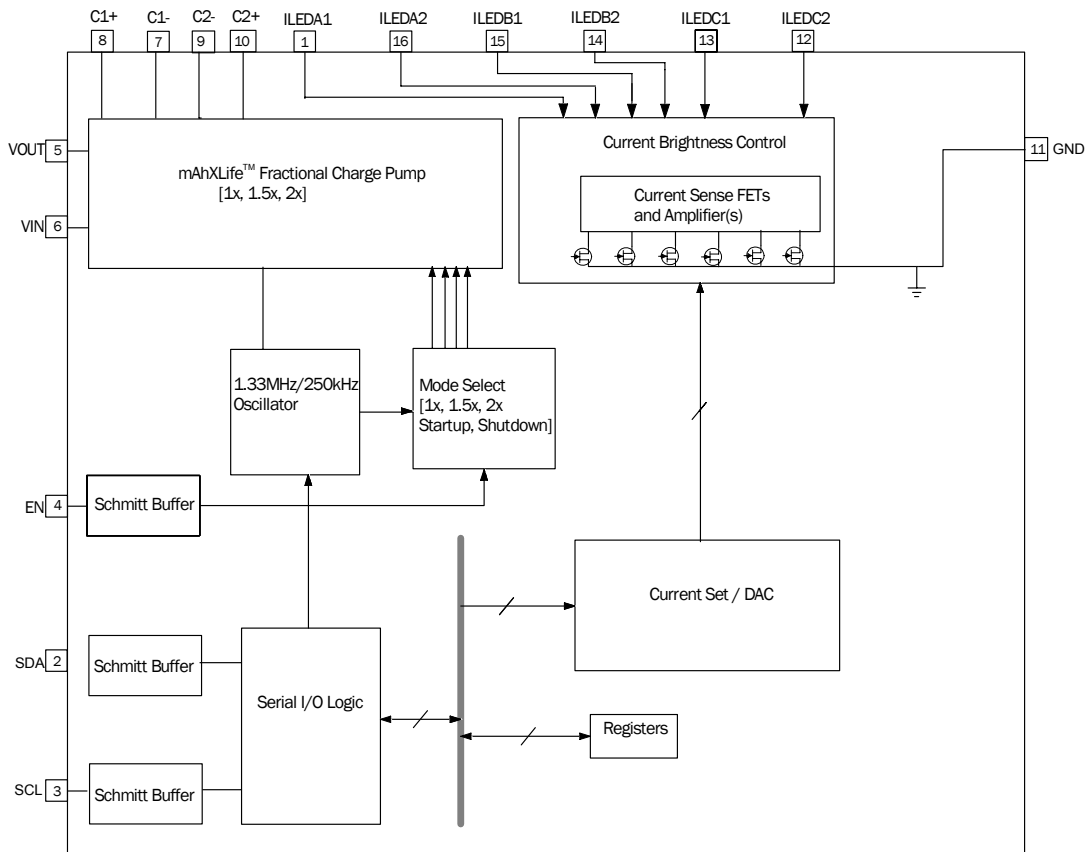 C1+ C1- C2- C2+ ILEDA1 ILEDA2 ILEDB1 ILEDB2 ILEDC1 ILEDC2
8 7 9 10 1 16 15 14 13 12
VOUT 5
VIN 6
mAhXLife™ Fractional Charge Pump
[1x, 1.5x, 2x]
Current Brightness Control
Current Sense FETs
and Amplifier(s)
11 GND
1.33MHz/250kHz
Oscillator
Mode Select
[1x, 1.5x, 2x
Startup, Shutdown]
EN 4
Schmitt Buffer
Current Set / DAC
SDA 2
Schmitt Buffer
Serial I/O Logic
Registers
SCL 3
Schmitt Buffer